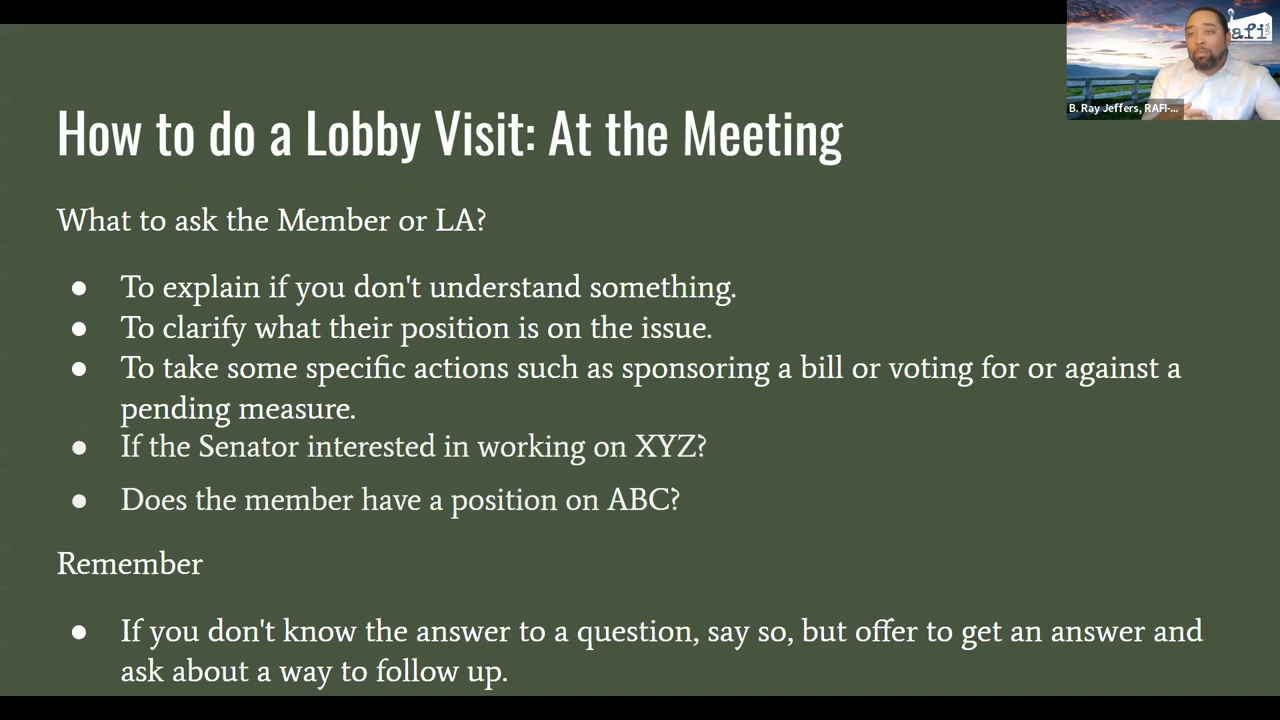 afi
USA
B. Ray Jeffers, RAFI-...
How to do a Lobby Visit: At the Meeting
What to ask the Member or LA?
● To explain if you don't understand something.
● To clarify what their position is on the issue.
● To take some specific actions such as sponsoring a bill or voting for or against a
pending measure.
● If the Senator interested in working on XYZ?
● Does the member have a position on ABC?
Remember
● If you don't know the answer to a question, say so, but offer to get an answer and
ask about a way to follow up.